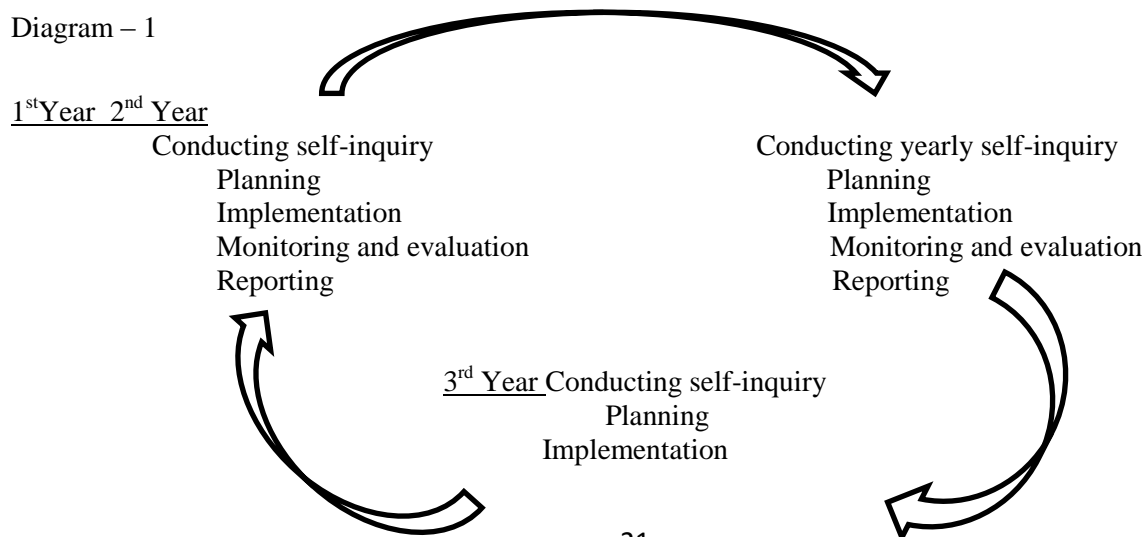 Diagram – 1
1stYear 2nd Year
Conducting self-inquiry
Planning
Implementation
Monitoring and evaluation
Reporting
Conducting yearly self-inquiry
Planning
Implementation
Monitoring and evaluation
Reporting
3rd Year Conducting self-inquiry
Planning
Implementation